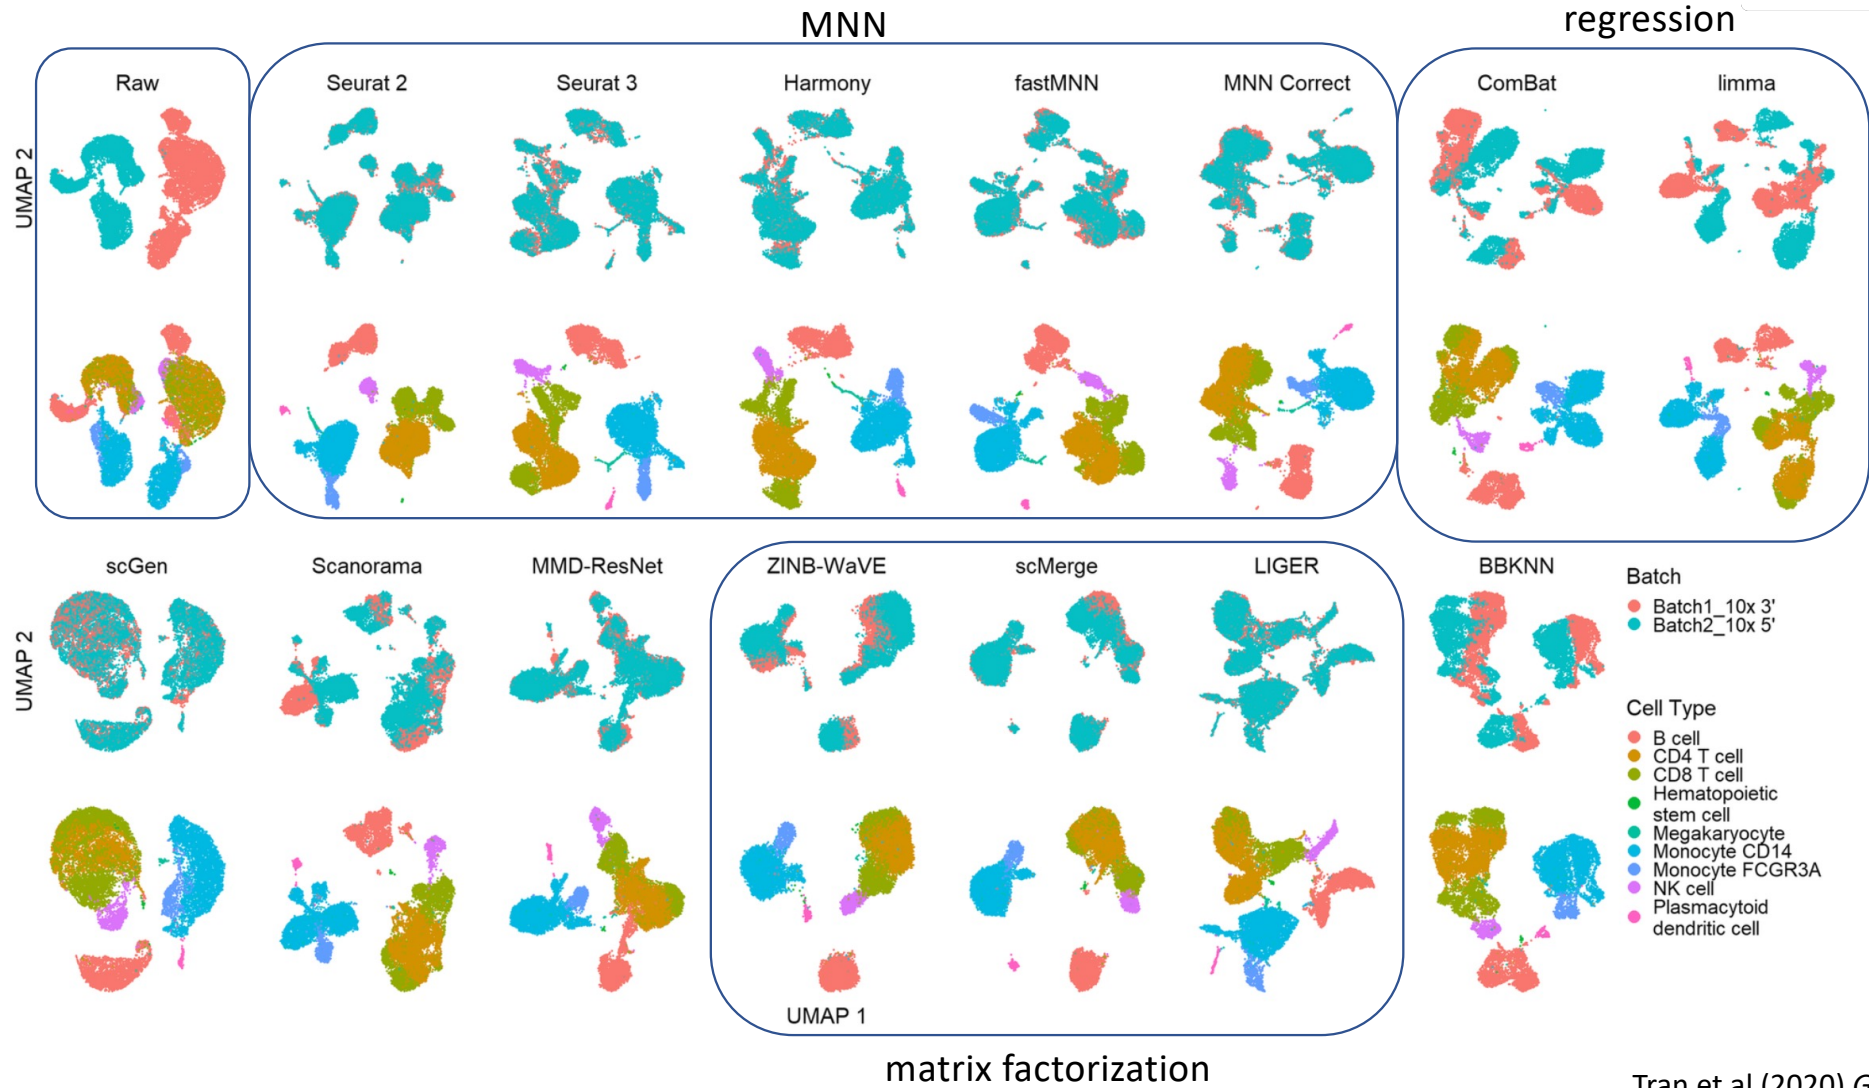 MNN
regression
Raw
Seurat 2
Seurat 3
Harmony
fastMNN
MNN Correct
ComBat
limma
UMAP 2
scGen
Scanorama
MMD-ResNet
ZINB-WaVE
scMerge
LIGER
BBKNN
UMAP 2
Batch
Batch1_10x 3'
Batch2_10x 5'
Cell Type
B cell
CD4 T cell
CD8 T cell
Hematopoietic
stem cell
Megakaryocyte
Monocyte CD14
Monocyte FCGR3A
NK cell
Plasmacytoid
dendritic cell
UMAP 1
matrix factorization
Tran et al (2020) G